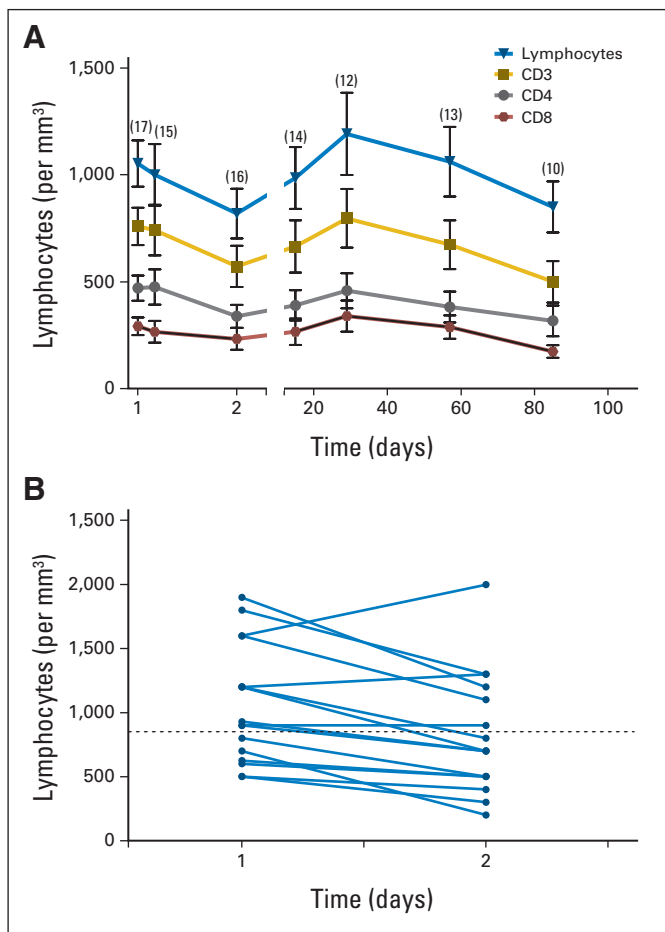 A
Lymphocytes
CD3
CD4
CD8
1,500
1,000
500
0
Lymphocytes (per mm³)
(17)
(15)
(16)
(14)
(12)
(13)
(10)
1
2
20
40
60
80
100
Time (days)
B
1,500
2,000
1,500
1,000
500
0
Lymphocytes (per mm³)
1
2
Time (days)